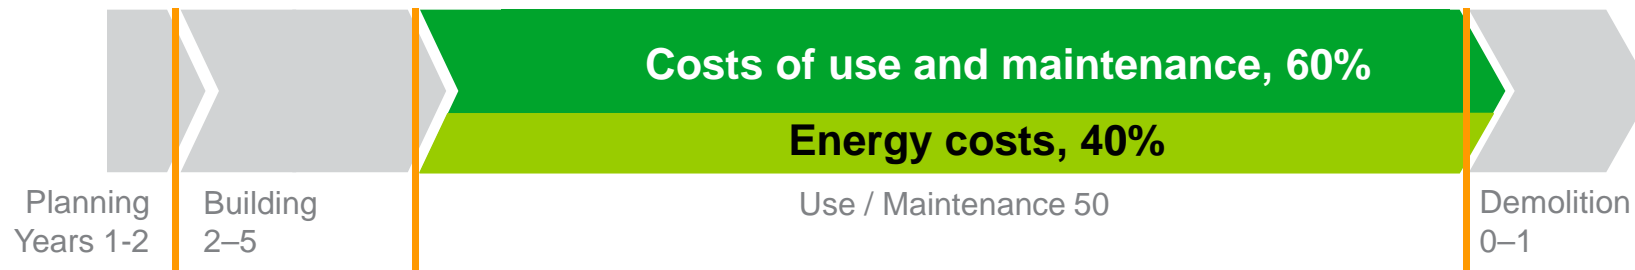 Costs of use and maintenance, 60%
Energy costs, 40%
Planning
Years 1-2
Building
2–5
Use / Maintenance 50
Demolition
0–1